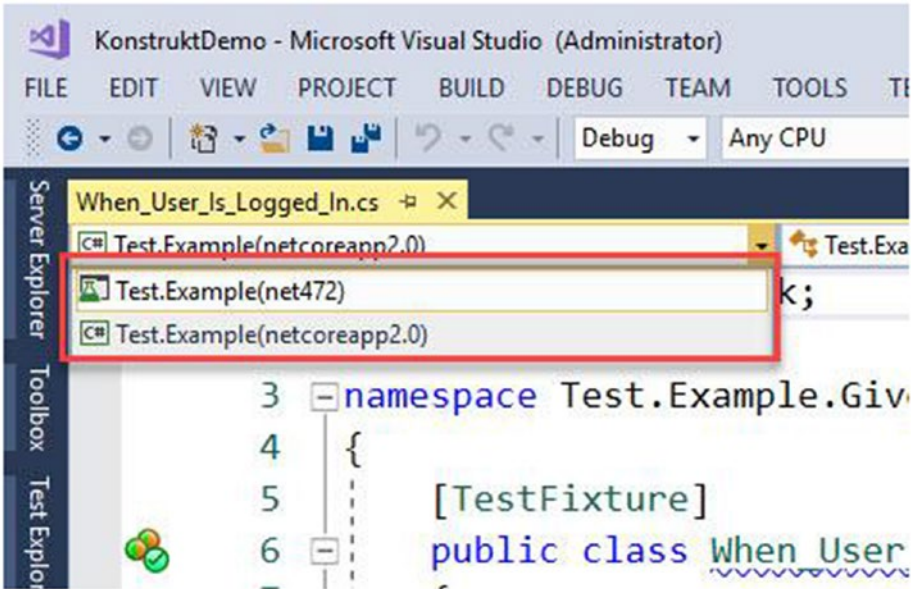 KonstruktDemo - Microsoft Visual Studio (Administrator)
FILE EDIT VIEW PROJECT BUILD DEBUG TEAM TOOLS
Debug Any CPU
Server Explorer
Toolbox
When_User_Is_Logged_In.cs
C# Test.Example(netcoreapp2.0)
Test.Example(net472)
C# Test.Example(netcoreapp2.0)
k;
3 namespace Test.Example.Giv
4 {
5 [TestFixture]
6 public class When_User